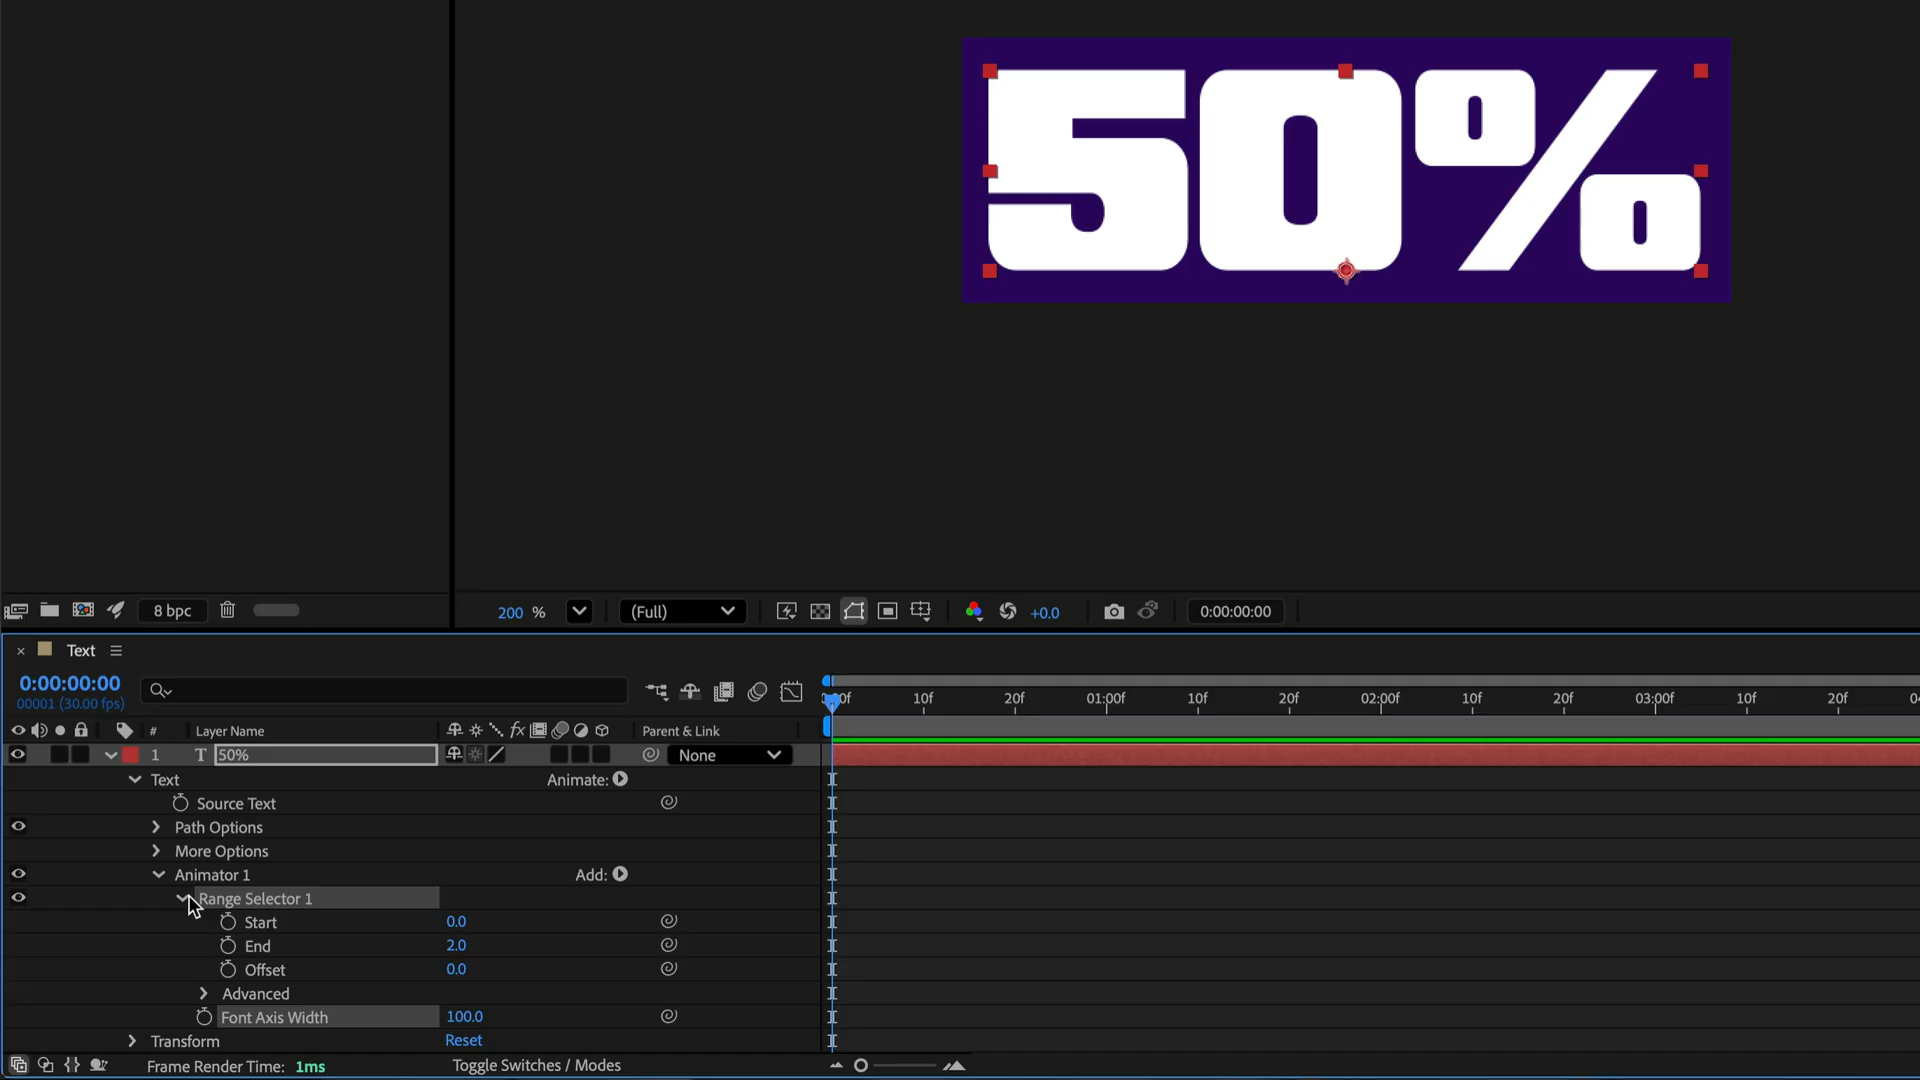 50%
8 bpc
200 %
(Full)
+0.0
0:00:00:00
Text
0:00:00:00
00001 (30.00 fps)
10f
20f
01:00f
10f
20f
02:00f
10f
20f
03:00f
10f
20f
#
Layer Name
fx
Parent & Link
1
T
50%
None
Text
Animate:
Source Text
Path Options
More Options
Animator 1
Add:
Range Selector 1
Start
0.0
End
2.0
Offset
0.0
Advanced
Font Axis Width
100.0
Transform
Reset
Frame Render Time: 1ms
Toggle Switches / Modes